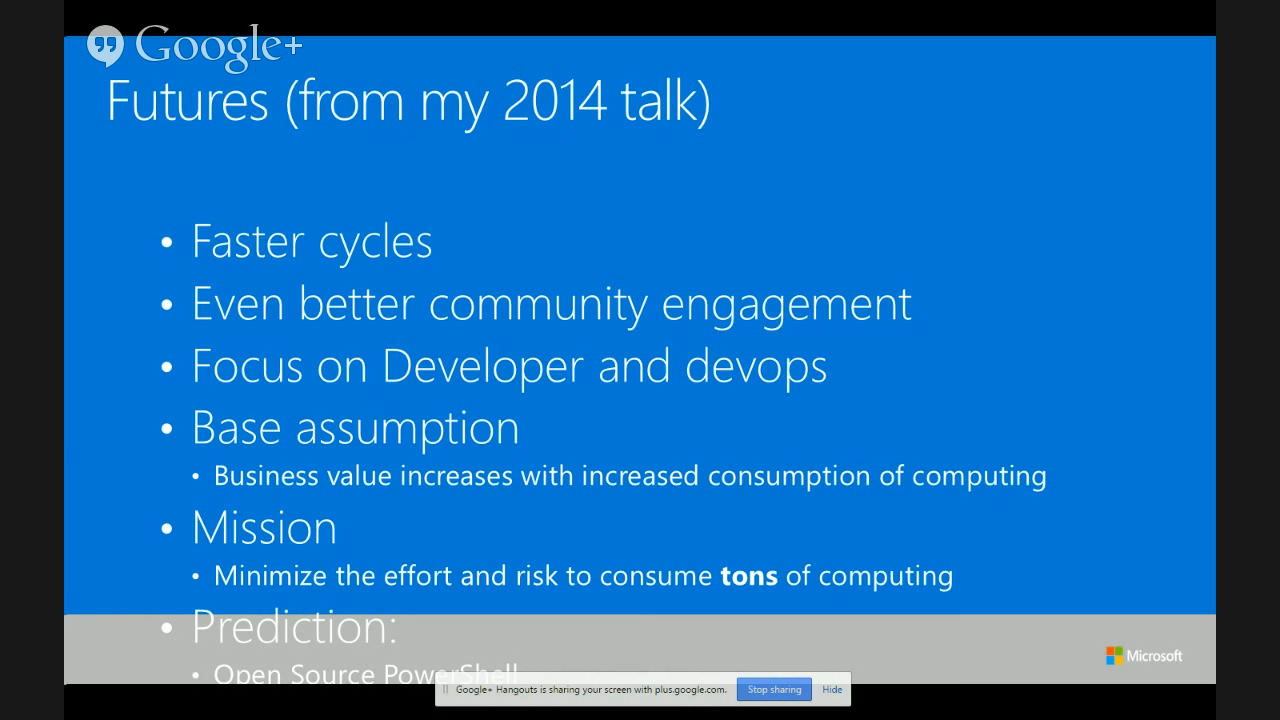 Google+
Futures (from my 2014 talk)
• Faster cycles
• Even better community engagement
• Focus on Developer and devops
• Base assumption
• Business value increases with increased consumption of computing
• Mission
• Minimize the effort and risk to consume tons of computing
• Prediction:
• Open Source PowerShell
Microsoft
Google+ Hangouts is sharing your screen with plus.google.com. Stop sharing Hide